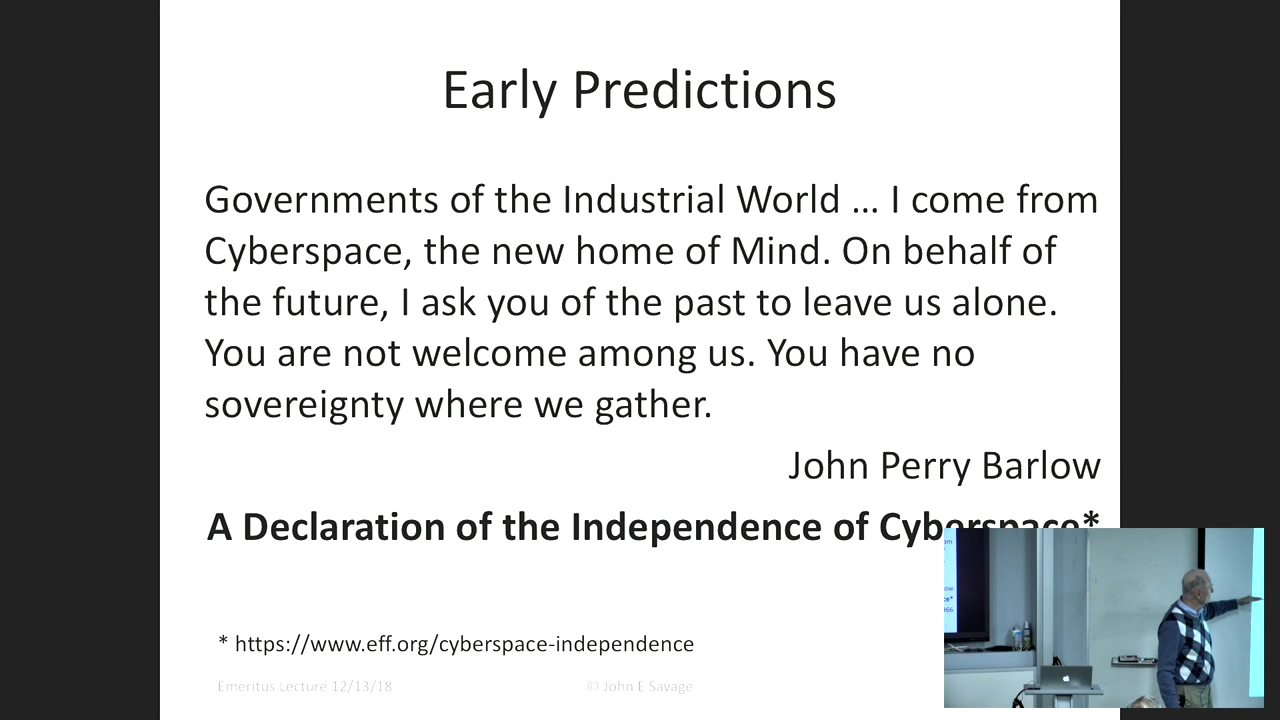 Early Predictions
Governments of the Industrial World … I come from
Cyberspace, the new home of Mind. On behalf of
the future, I ask you of the past to leave us alone.
You are not welcome among us. You have no
sovereignty where we gather.
John Perry Barlow
A Declaration of the Independence of Cyberspace*
* https://www.eff.org/cyberspace-independence
Emeritus Lecture 12/13/18
© John E Savage